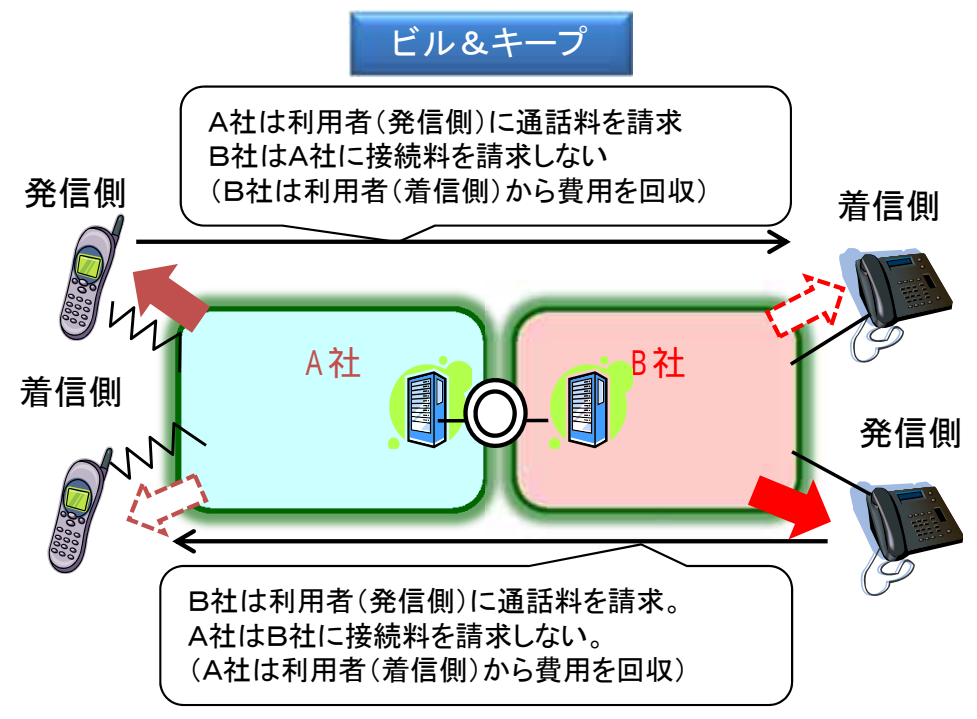 ビル＆キープ
A社は利用者（発信側）に通話料を請求
B社はA社に接続料を請求しない
（B社は利用者（着信側）から費用を回収）
発信側
着信側
A社
B社
着信側
発信側
B社は利用者（発信側）に通話料を請求。
A社はB社に接続料を請求しない。
（A社は利用者（着信側）から費用を回収）